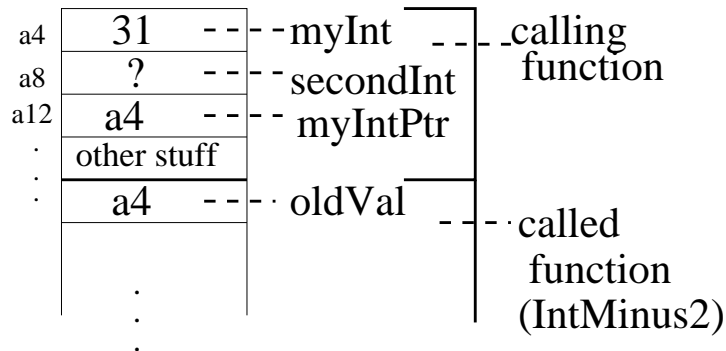 a4 31 myInt calling
function
a8 ? secondInt
a12 a4 myIntPtr
other stuff
a4 oldVal
called
function
(IntMinus2)